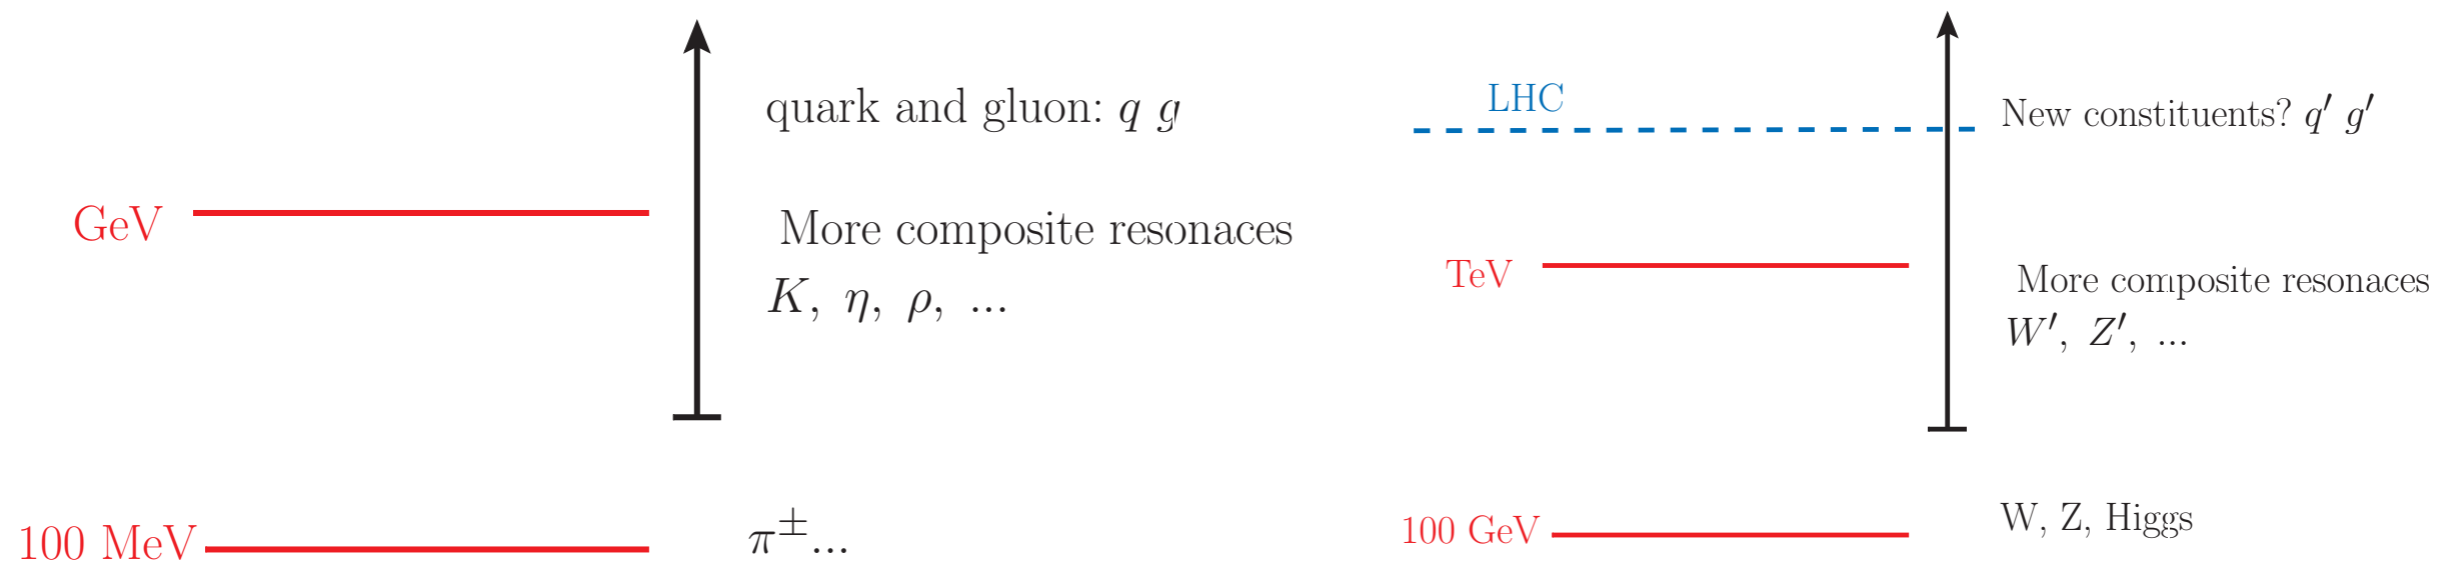 quark and gluon: q g
GeV
More composite resonaces
K, η, ρ, ...
100 MeV
π±...
LHC
New constituents? q′ g′
TeV
More composite resonaces
W′, Z′, ...
100 GeV
W, Z, Higgs